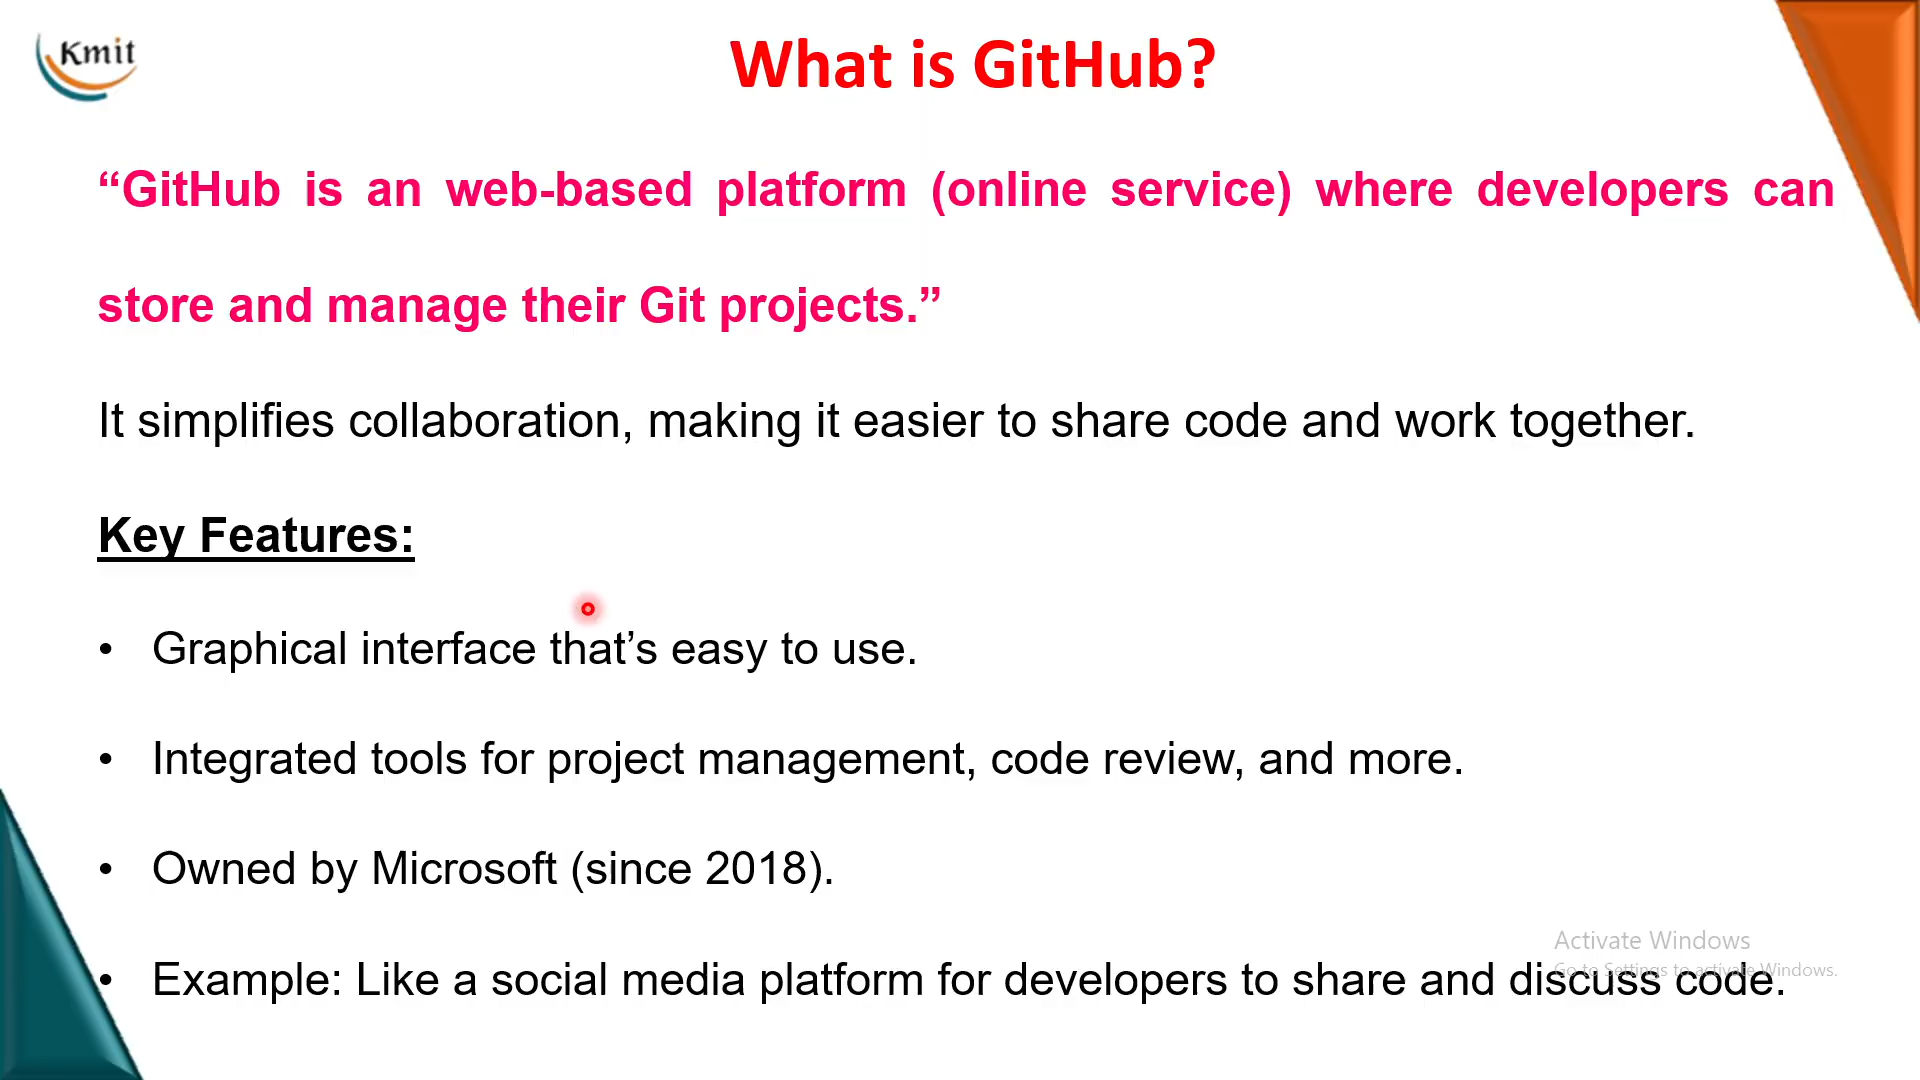 Kmit
What is GitHub?
“GitHub is an web-based platform (online service) where developers can
store and manage their Git projects.”
It simplifies collaboration, making it easier to share code and work together.
Key Features:
• Graphical interface that’s easy to use.
• Integrated tools for project management, code review, and more.
• Owned by Microsoft (since 2018).
Activate Windows
Go to Settings to activate Windows.
• Example: Like a social media platform for developers to share and discuss code.